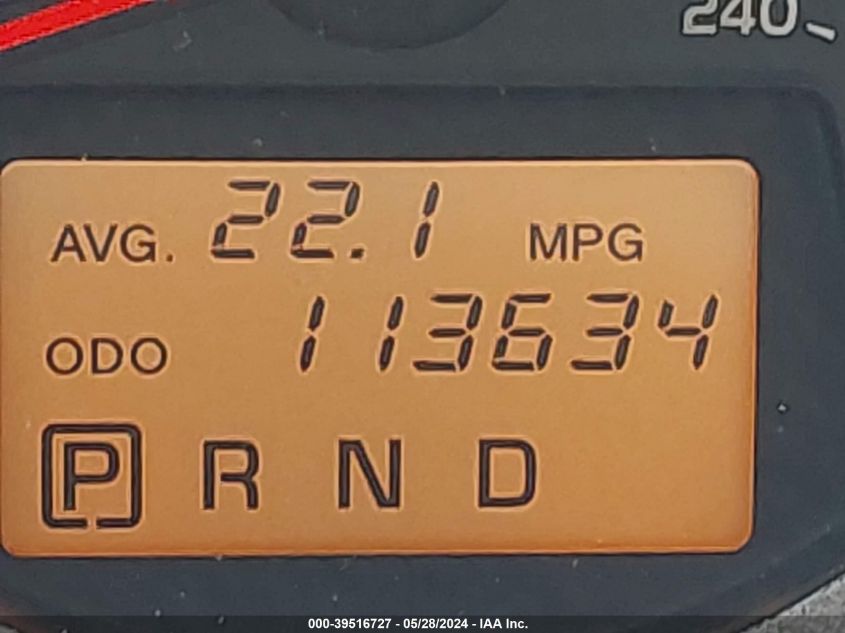 240
AVG. 22.1 MPG
ODO 113634
P R N D
000-39516727 - 05/28/2024 - IAA Inc.